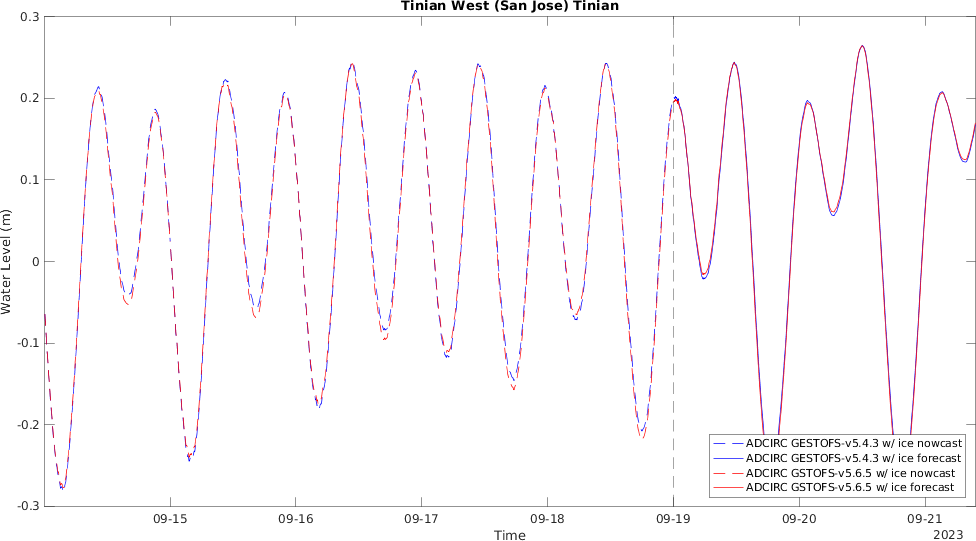 Tinian West (San Jose) Tinian
0.3
0.2
0.1
0
-0.1
-0.2
-0.3
Water Level (m)
ADCIRC GESTOFS-v5.4.3 w/ ice nowcast
ADCIRC GESTOFS-v5.4.3 w/ ice forecast
ADCIRC GSTOFS-v5.6.5 w/ ice nowcast
ADCIRC GSTOFS-v5.6.5 w/ ice forecast
09-15 09-16 09-17 09-18 09-19 09-20 09-21
Time
2023